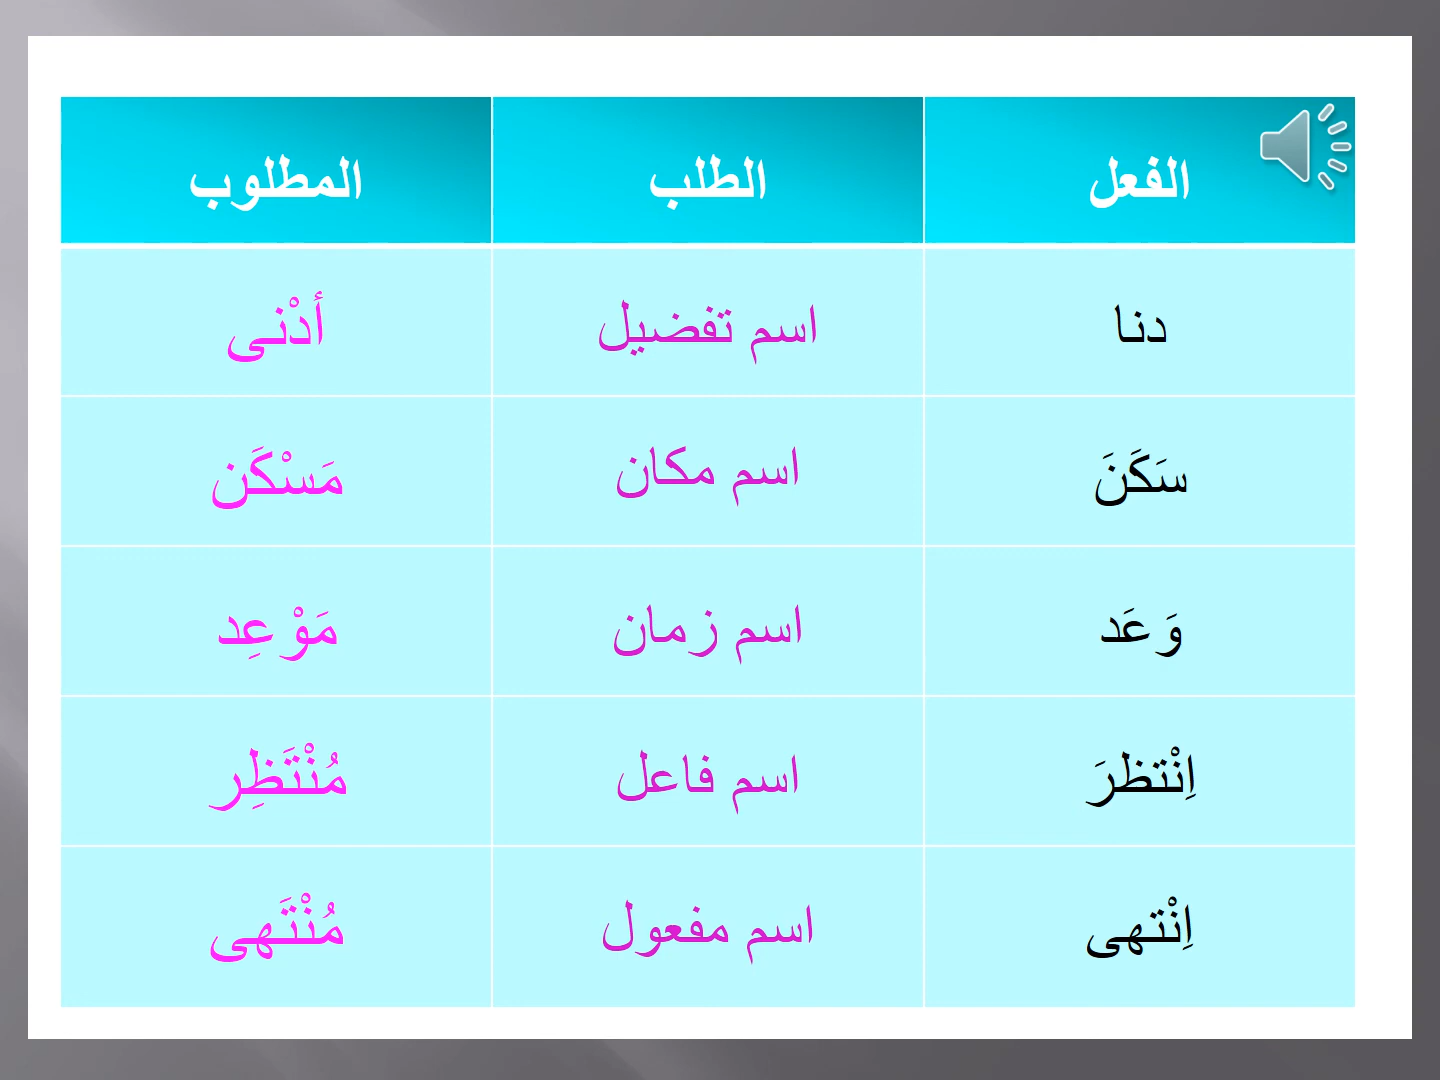 الفعل الطلب المطلوب
دنا اسم تفضيل أدْنى
سَكَنَ اسم مكان مَسْكَن
وَعَد اسم زمان مَوْعِد
اِنْتظرَ اسم فاعل مُنْتَظِر
اِنْتهى اسم مفعول مُنْتَهى